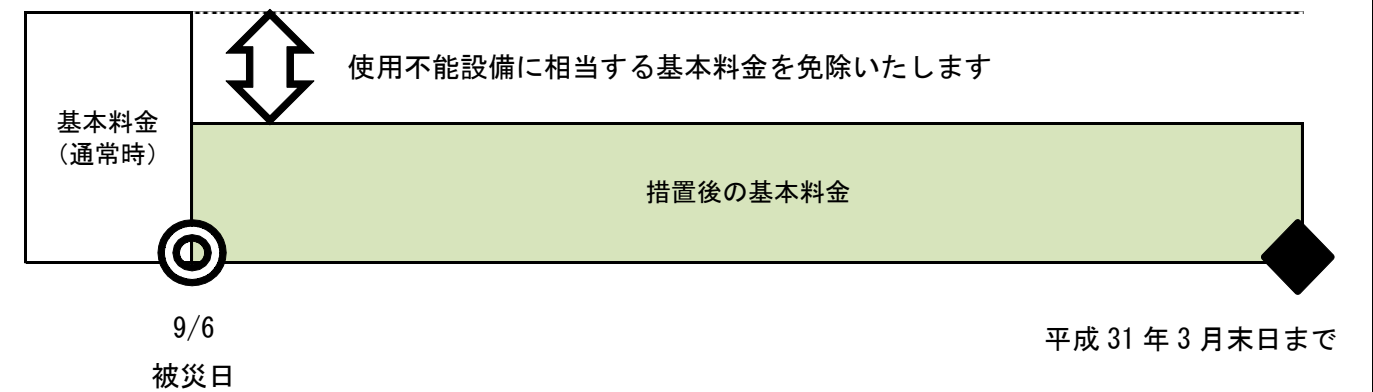 使用不能設備に相当する基本料金を免除いたします
基本料金
（通常時）
措置後の基本料金
9/6
被災日
平成 31 年 3 月末日まで